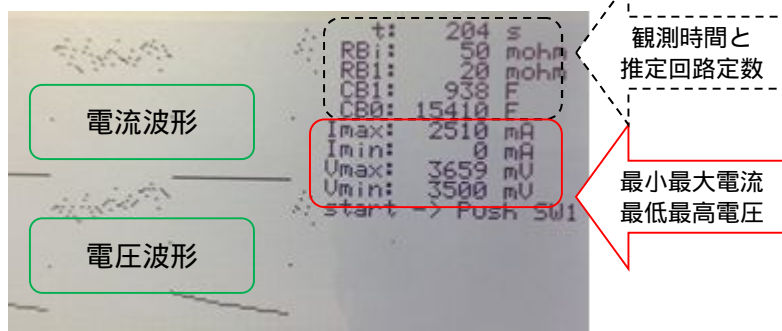 t: 204 s
RBi: 50 mohm
RB1: 20 mohm
CB1: 938 F
CB0: 15410 F
Imax: 2510 mA
Imin: 0 mA
Vmax: 3659 mV
Vmin: 3500 mV
start -> Push SW1
観測時間と
推定回路定数
電流波形
最小最大電流
最低最高電圧
電圧波形